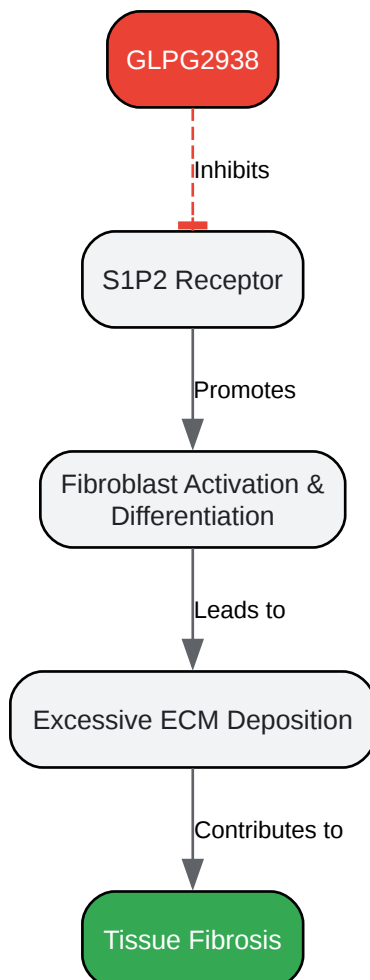 GLPG2938
Inhibits
S1P2 Receptor
Promotes
Fibroblast Activation &
Differentiation
Leads to
Excessive ECM Deposition
Contributes to
Tissue Fibrosis